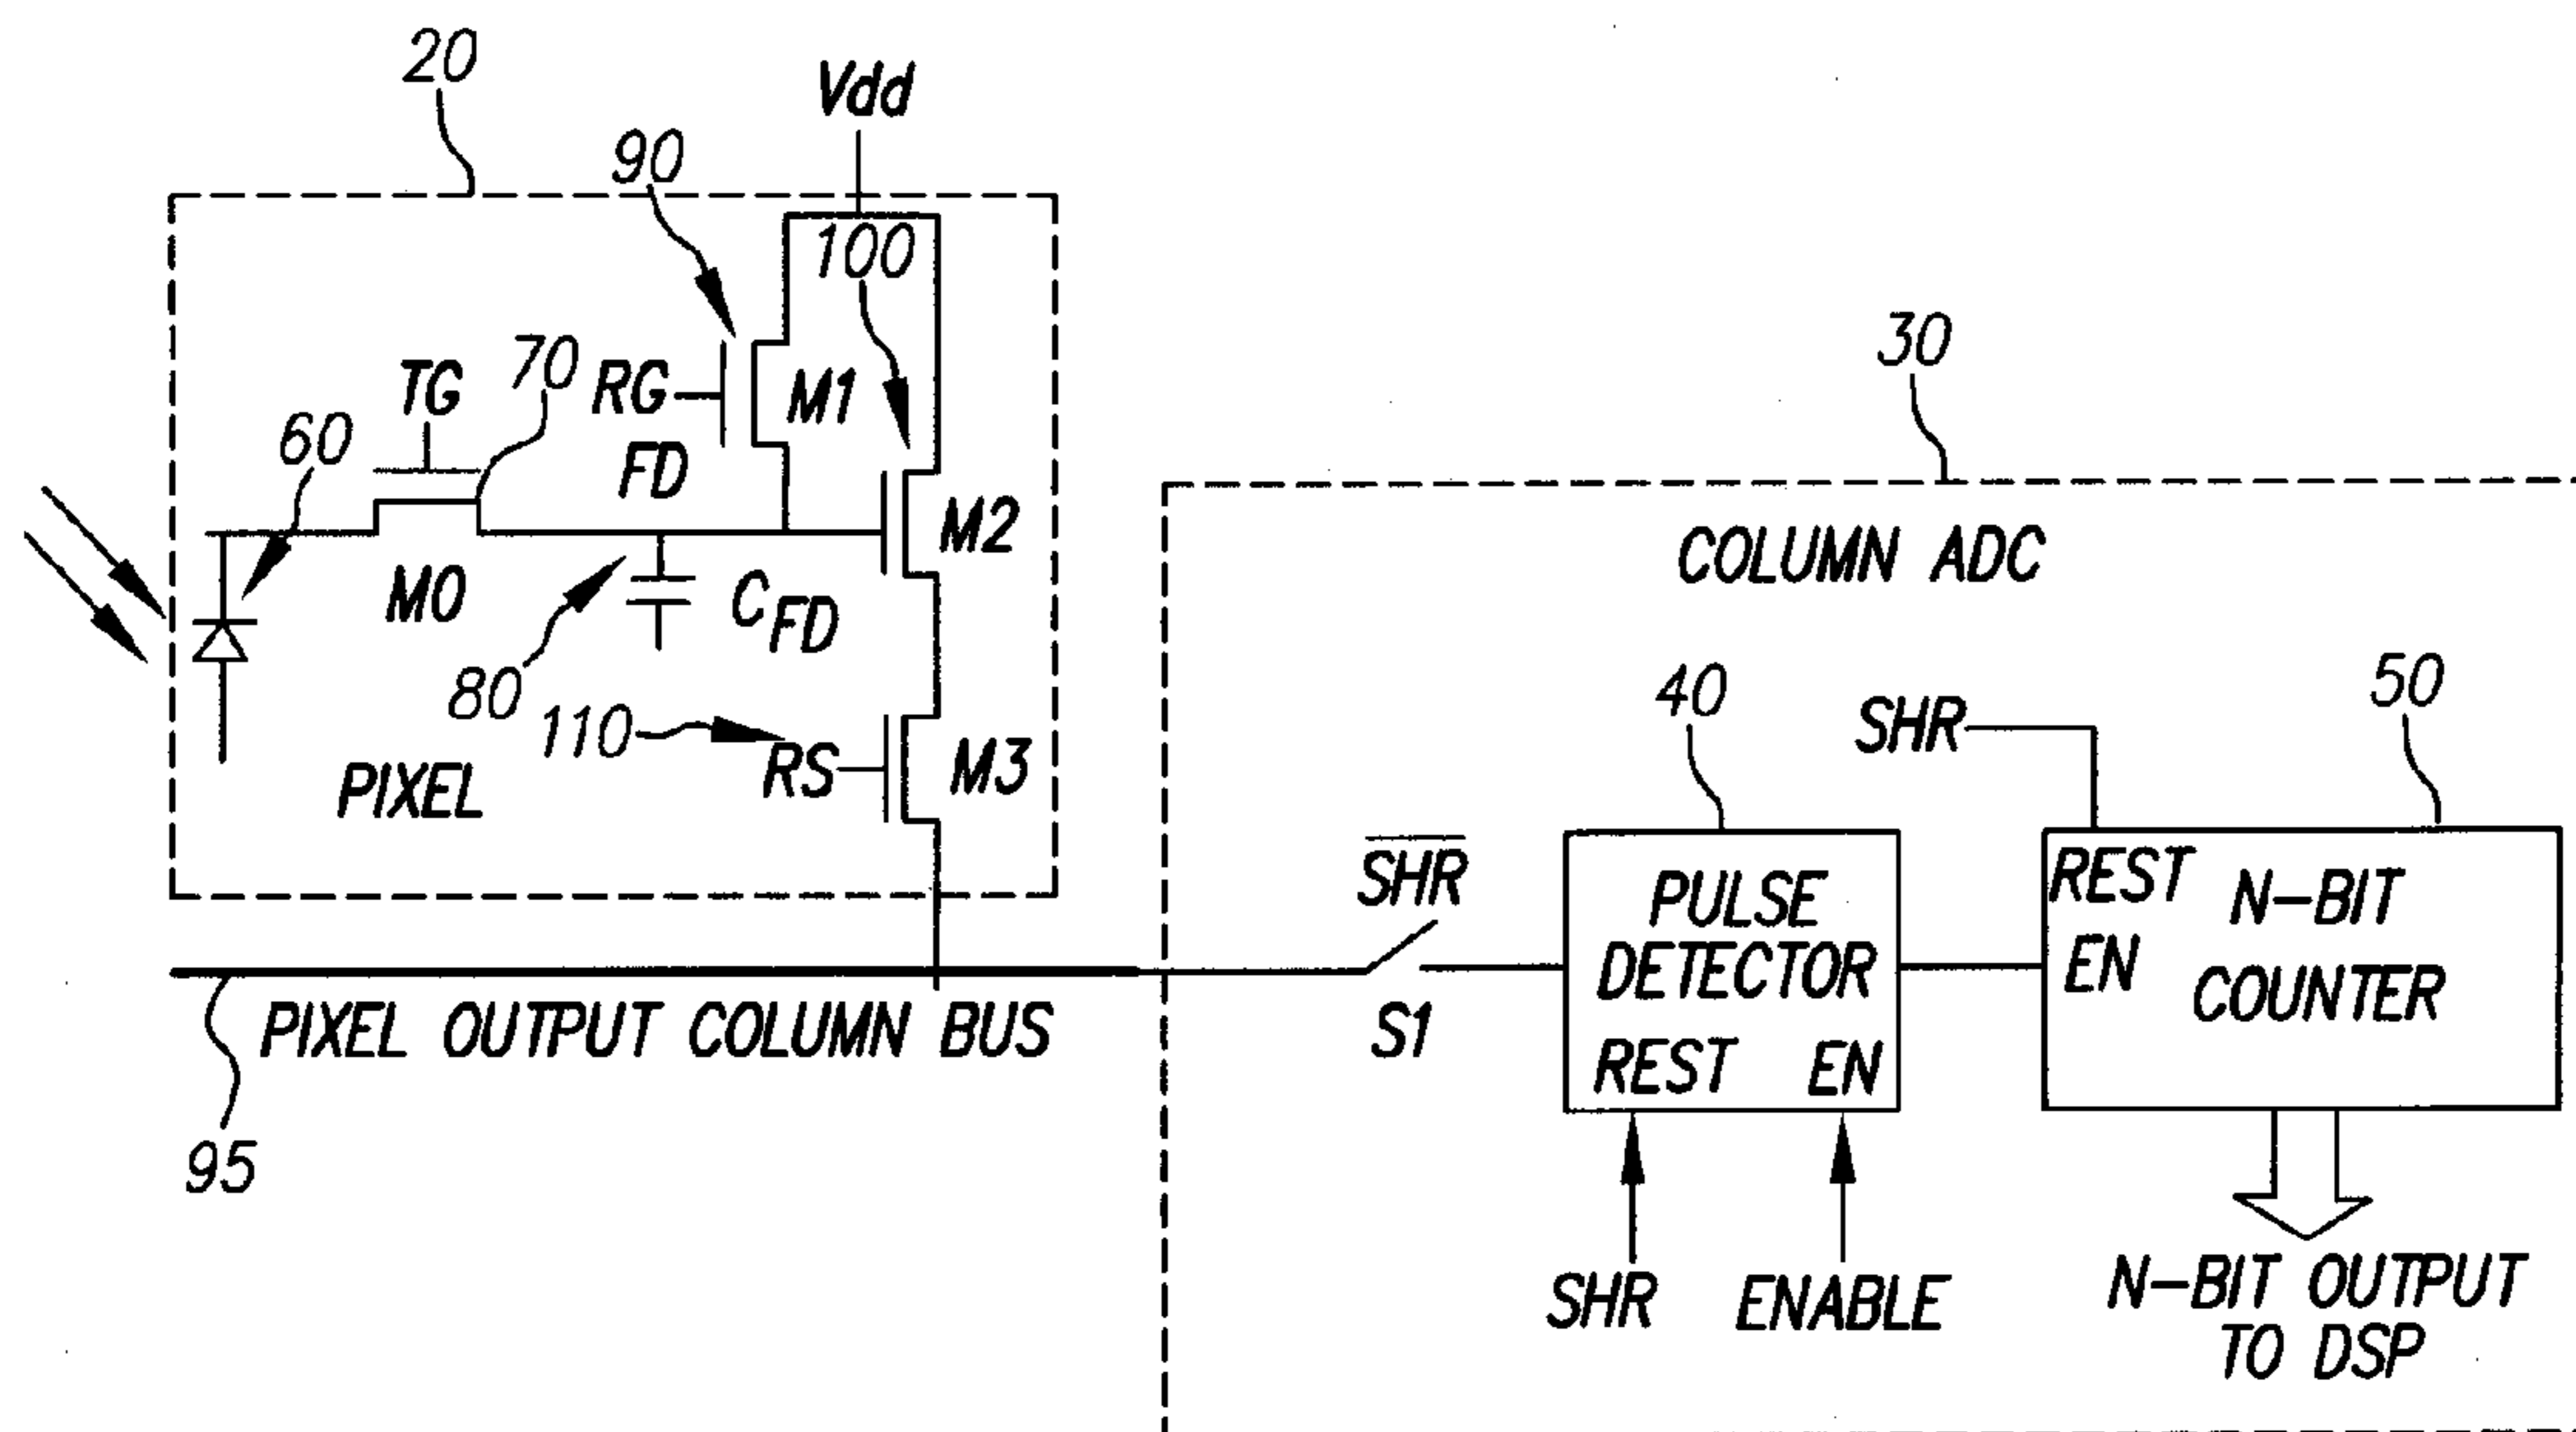 20
Vdd
90
100
30
70
TG
RG
M1
60
FD
M2
COLUMN ADC
M0
CFD
80
110
RS
M3
40
SHR
50
PIXEL
SHR
PULSE
DETECTOR
REST EN
REST
EN
N-BIT
COUNTER
S1
PIXEL OUTPUT COLUMN BUS
95
SHR
ENABLE
N-BIT OUTPUT
TO DSP